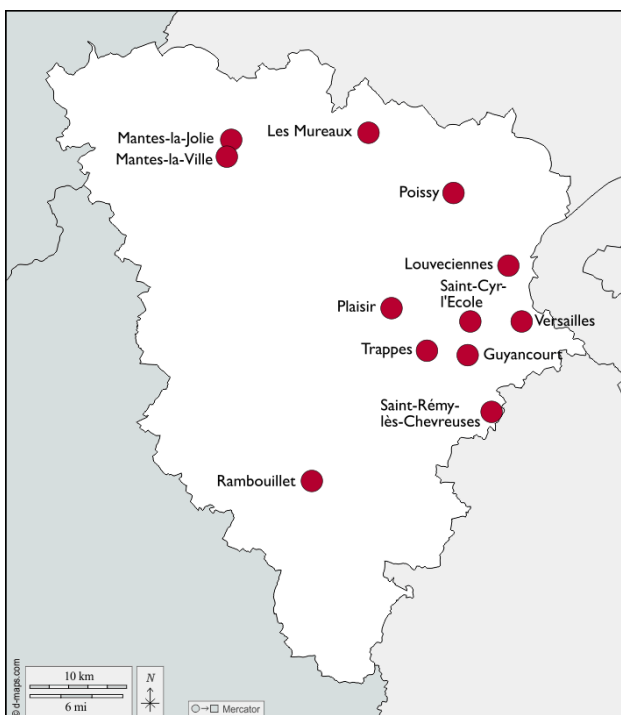 Mantes-la-Jolie
Les Mureaux
Mantes-la-Ville
Poissy
Louveciennes
Saint-Cyr-
l'Ecole
Plaisir
Versailles
Trappes
Guyancourt
Saint-Rémy-
lès-Chevreuses
Rambouillet
10 km
6 mi
N
Mercator
© d-maps.com